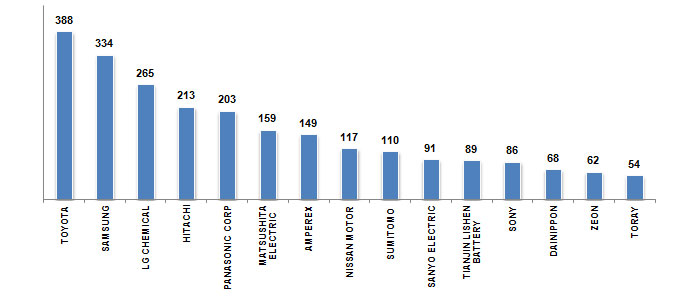 388
334
265
213
203
159
149
117
110
91
89
86
68
62
54
TOYOTA
SAMSUNG
LG CHEMICAL
HITACHI
PANASONIC CORP
MATSUSHITA
ELECTRIC
AMPEREX
NISSAN MOTOR
SUMITOMO
SANYO ELECTRIC
TIANJIN LISHEN
BATTERY
SONY
DAINIPPON
ZEON
TORAY